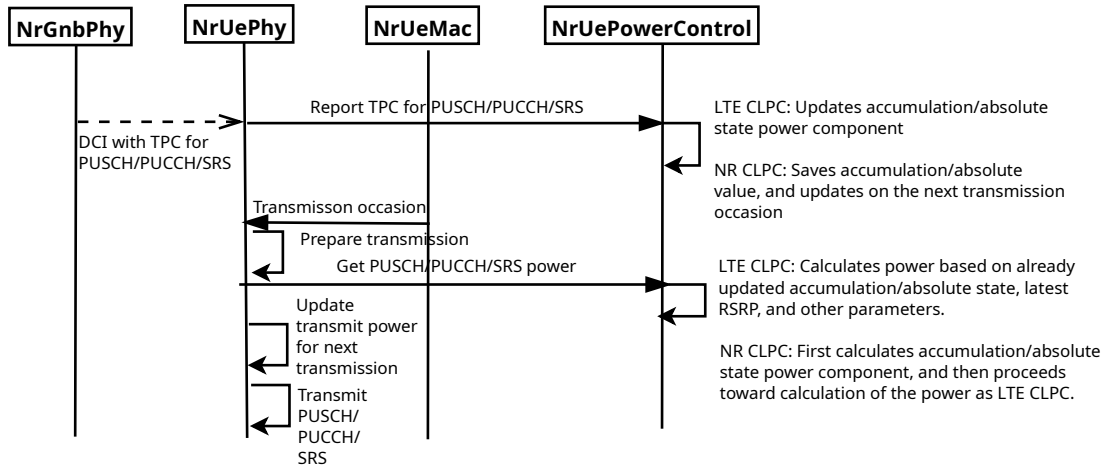 NrGnbPhy
NrUePhy
NrUeMac
NrUePowerControl
Report TPC for PUSCH/PUCCH/SRS
LTE CLPC: Updates accumulation/absolute
state power component
DCI with TPC for
PUSCH/PUCCH/SRS
NR CLPC: Saves accumulation/absolute
value, and updates on the next transmission
occasion
Transmisson occasion
Prepare transmission
Get PUSCH/PUCCH/SRS power
LTE CLPC: Calculates power based on already
updated accumulation/absolute state, latest
RSRP, and other parameters.
Update
transmit power
for next
transmission
NR CLPC: First calculates accumulation/absolute
state power component, and then proceeds
toward calculation of the power as LTE CLPC.
Transmit
PUSCH/
PUCCH/
SRS